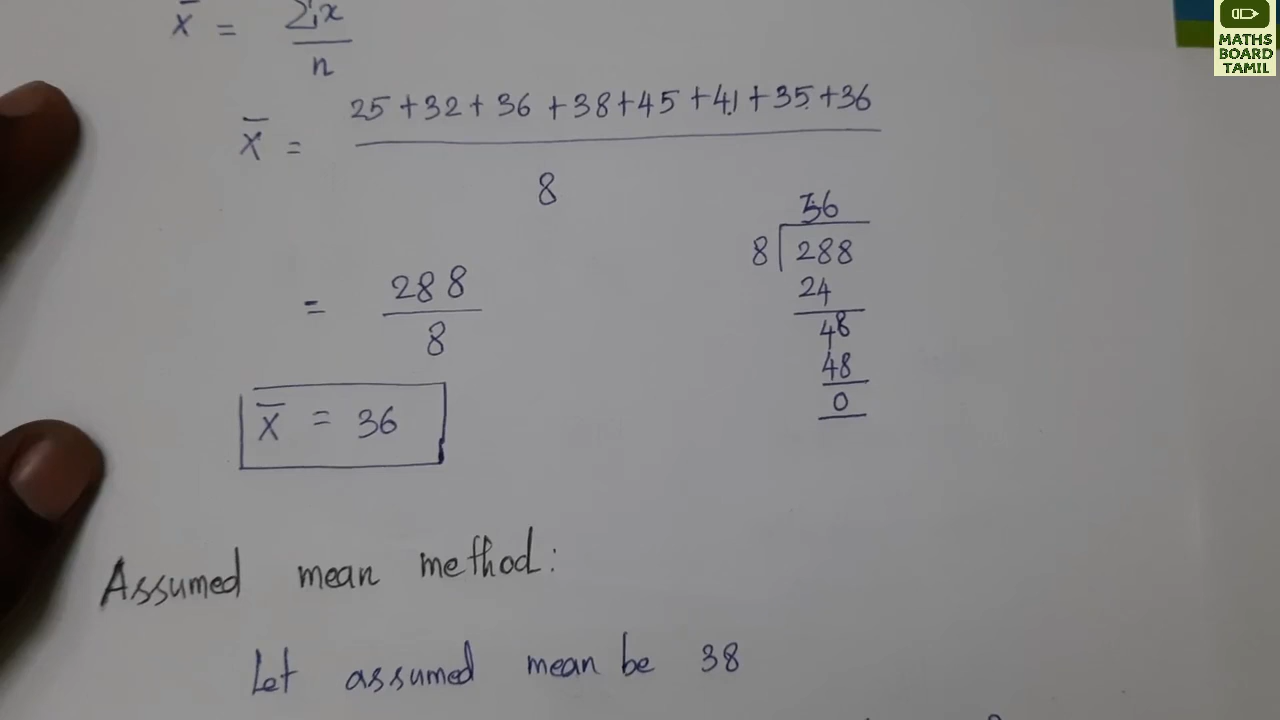 MATHS
BOARD
TAMIL
x̄ = Σx
n
X̄ = 25 + 32 + 36 + 38 + 45 + 41 + 35 + 36
8
36
8 288
24
48
48
0
= 288
8
X̄ = 36
Assumed mean method:
Let assumed mean be 38